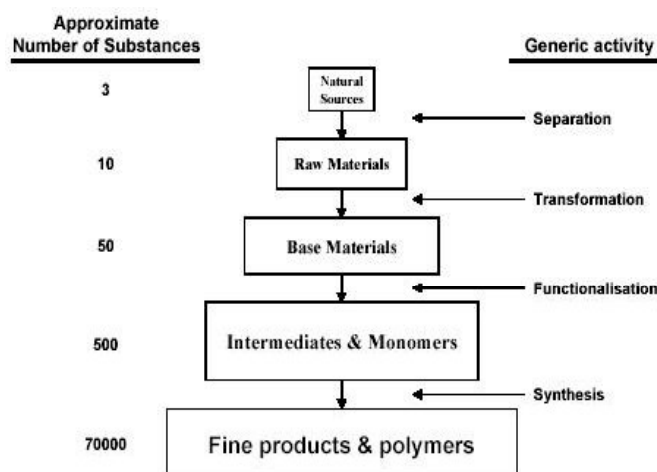 Approximate
Number of Substances
Generic activity
3
Natural
Sources
Separation
10
Raw Materials
Transformation
50
Base Materials
Functionalisation
500
Intermediates & Monomers
Synthesis
70000
Fine products & polymers